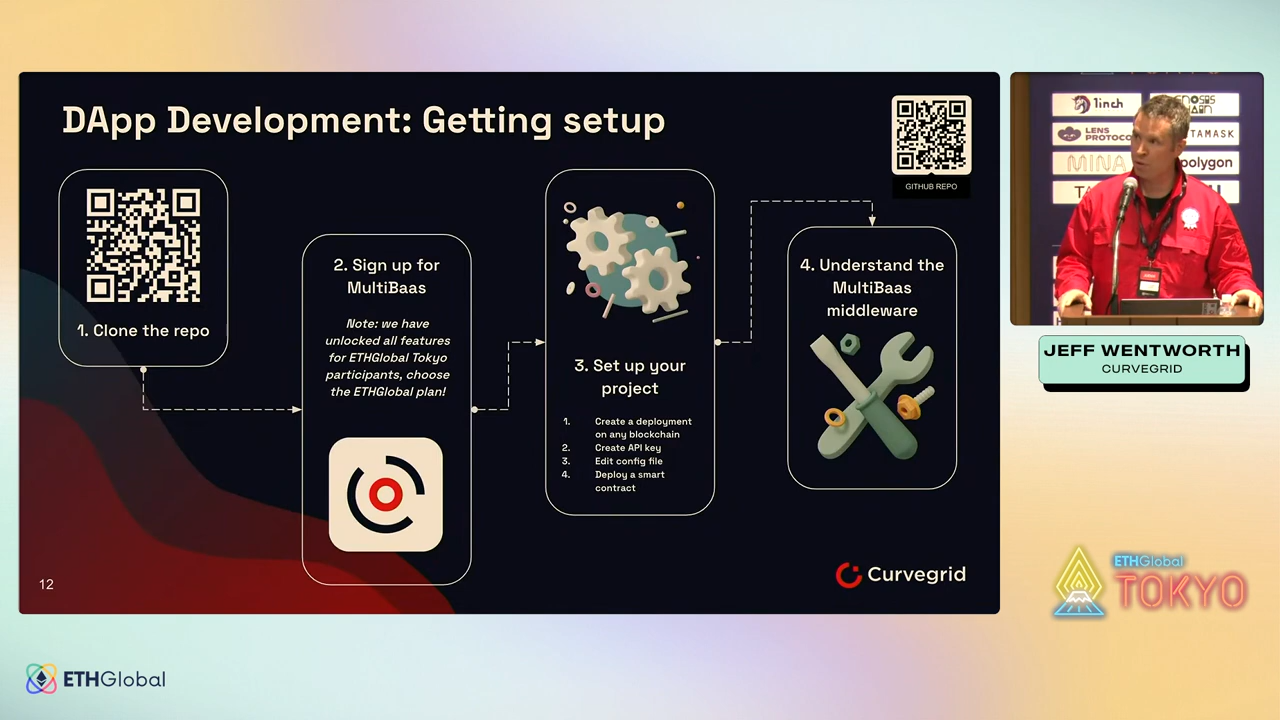 DApp Development: Getting setup
GITHUB REPO
1. Clone the repo
2. Sign up for
MultiBaas
Note: we have
unlocked all features
for ETHGlobal Tokyo
participants, choose
the ETHGlobal plan!
3. Set up your
project
1. Create a deployment
on any blockchain
2. Create API key
3. Edit config file
4. Deploy a smart
contract
4. Understand the
MultiBaas
middleware
12
Curvegrid
1inch
LENS
MINA
polygon
JEFF WENTWORTH
CURVEGRID
ETHGlobal
TOKYO
ETHGlobal